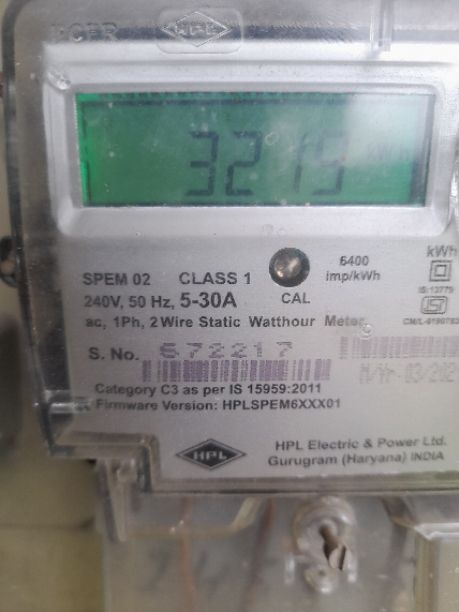 HPL
3219
SPEM 02 CLASS 1
6400
imp/kWh
kWh
240V, 50 Hz, 5-30A
CAL
IS:13779
ac, 1Ph, 2 Wire Static Watthour Meter
S. No. 672217
Category C3 as per IS 15959:2011
Firmware Version: HPLSPEM6XXX01
HPL
HPL Electric & Power Ltd.
Gurugram (Haryana) INDIA